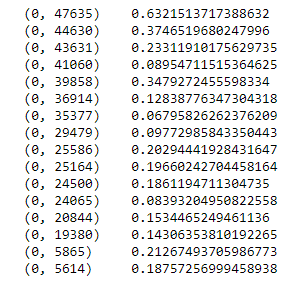 (0, 47635)	0.6321513717388632
(0, 44630)	0.3746519680247996
(0, 43631)	0.23311910175629735
(0, 41060)	0.08954711515364625
(0, 39858)	0.3479272455598334
(0, 36914)	0.12838776347304318
(0, 35377)	0.06795826262376209
(0, 29479)	0.09772985843350443
(0, 25586)	0.20294441928431647
(0, 25164)	0.19660242704458164
(0, 24500)	0.1861194711304735
(0, 24065)	0.08393204950822558
(0, 20844)	0.1534465249461136
(0, 19380)	0.14306353810192265
(0, 5865)	0.21267493705986773
(0, 5614)	0.18757256999458938